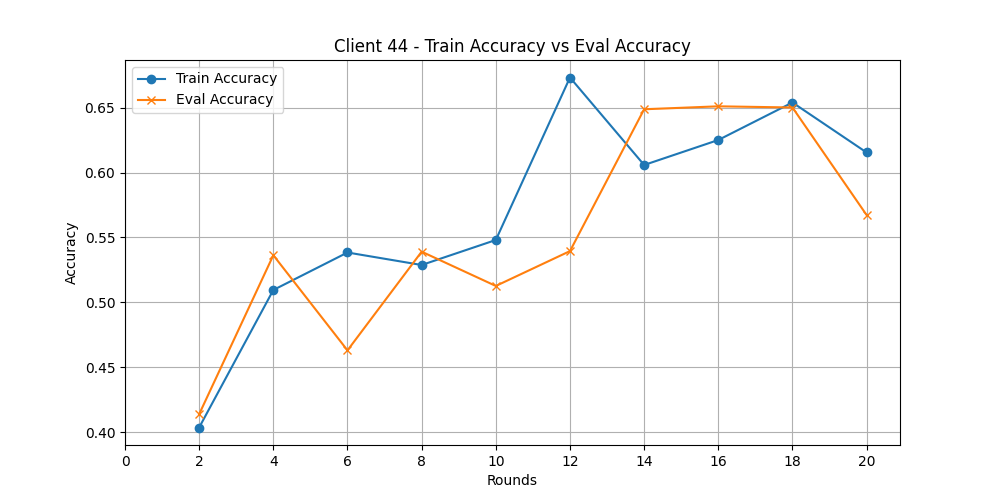 Client 44 - Train Accuracy vs Eval Accuracy
Train Accuracy
Eval Accuracy
Accuracy
0.65
0.60
0.55
0.50
0.45
0.40
0 2 4 6 8 10 12 14 16 18 20
Rounds